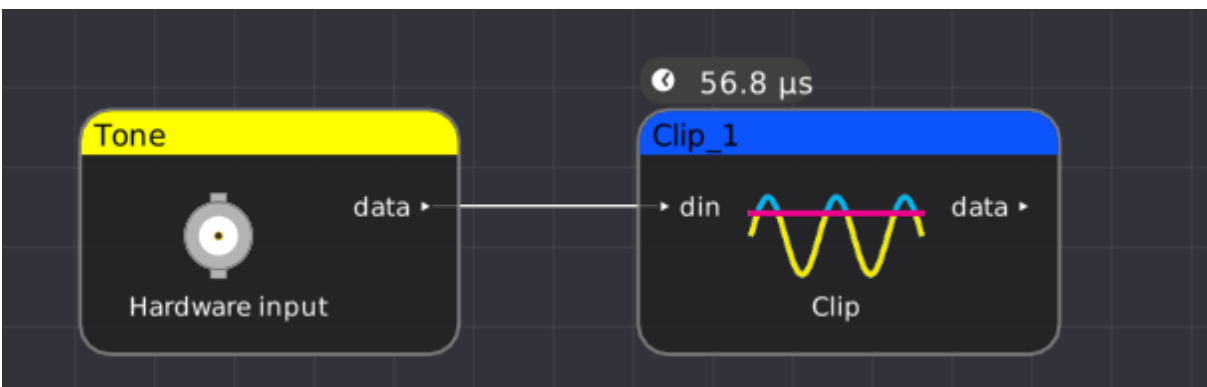 56.8 µs
Tone
Clip_1
data
din
data
Hardware input
Clip